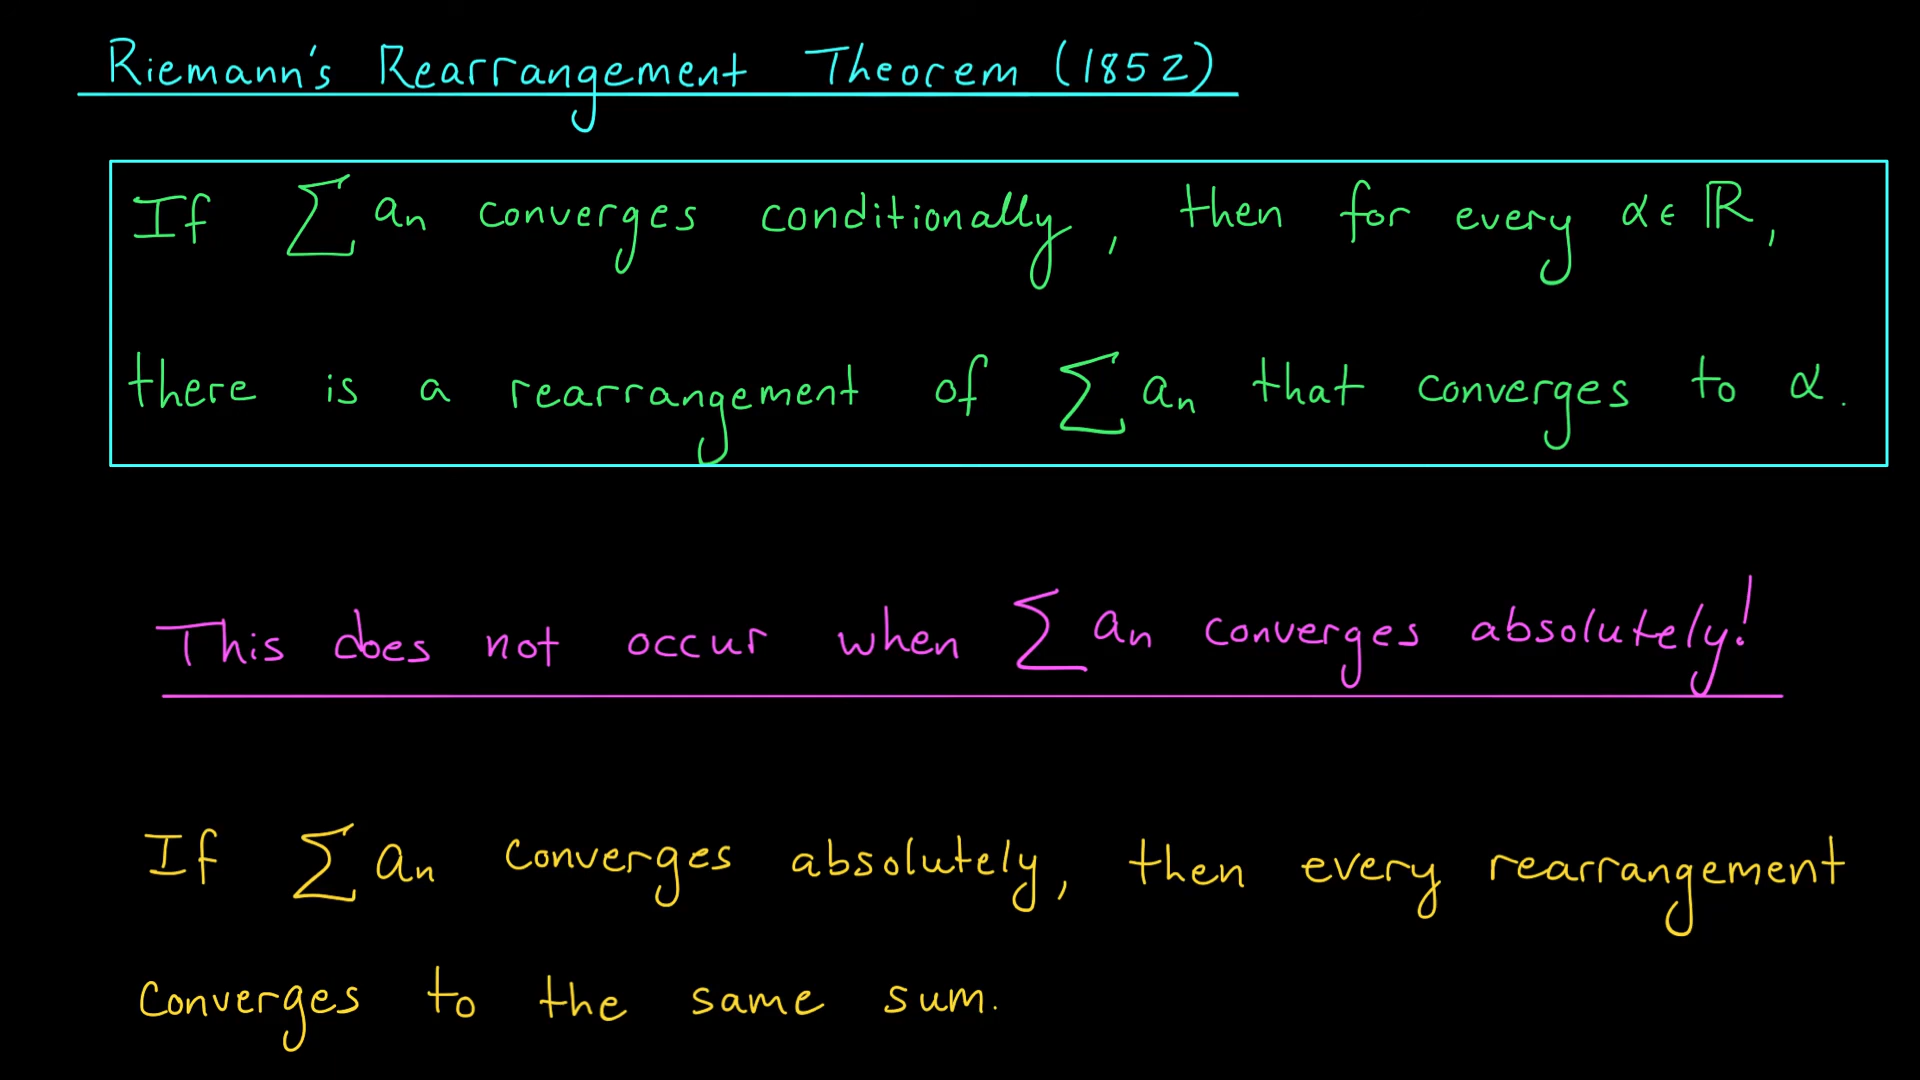 Riemann's Rearrangement Theorem (1852)
If ∑ an converges conditionally, then for every α ∈ ℝ,
there is a rearrangement of ∑ an that converges to α.
This does not occur when ∑ an converges absolutely!
If ∑ an converges absolutely, then every rearrangement
converges to the same sum.